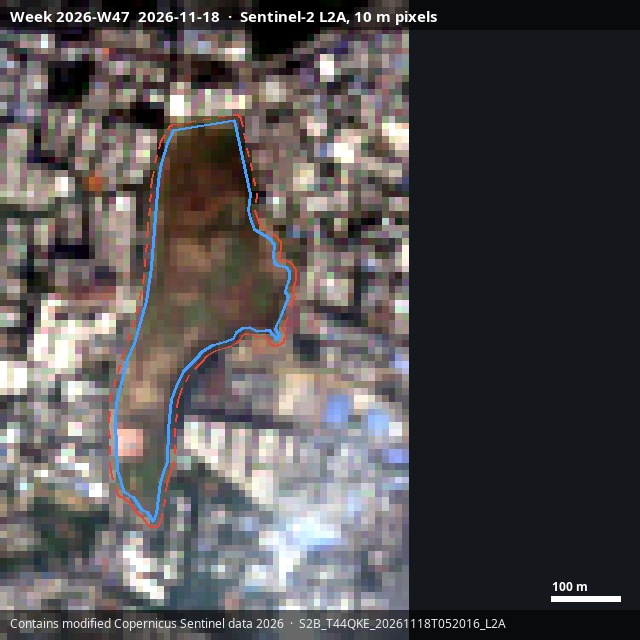 Week 2026-W47  2026-11-18  ·  Sentinel-2 L2A, 10 m pixels
100 m
Contains modified Copernicus Sentinel data 2026  ·  S2B_T44QKE_20261118T052016_L2A